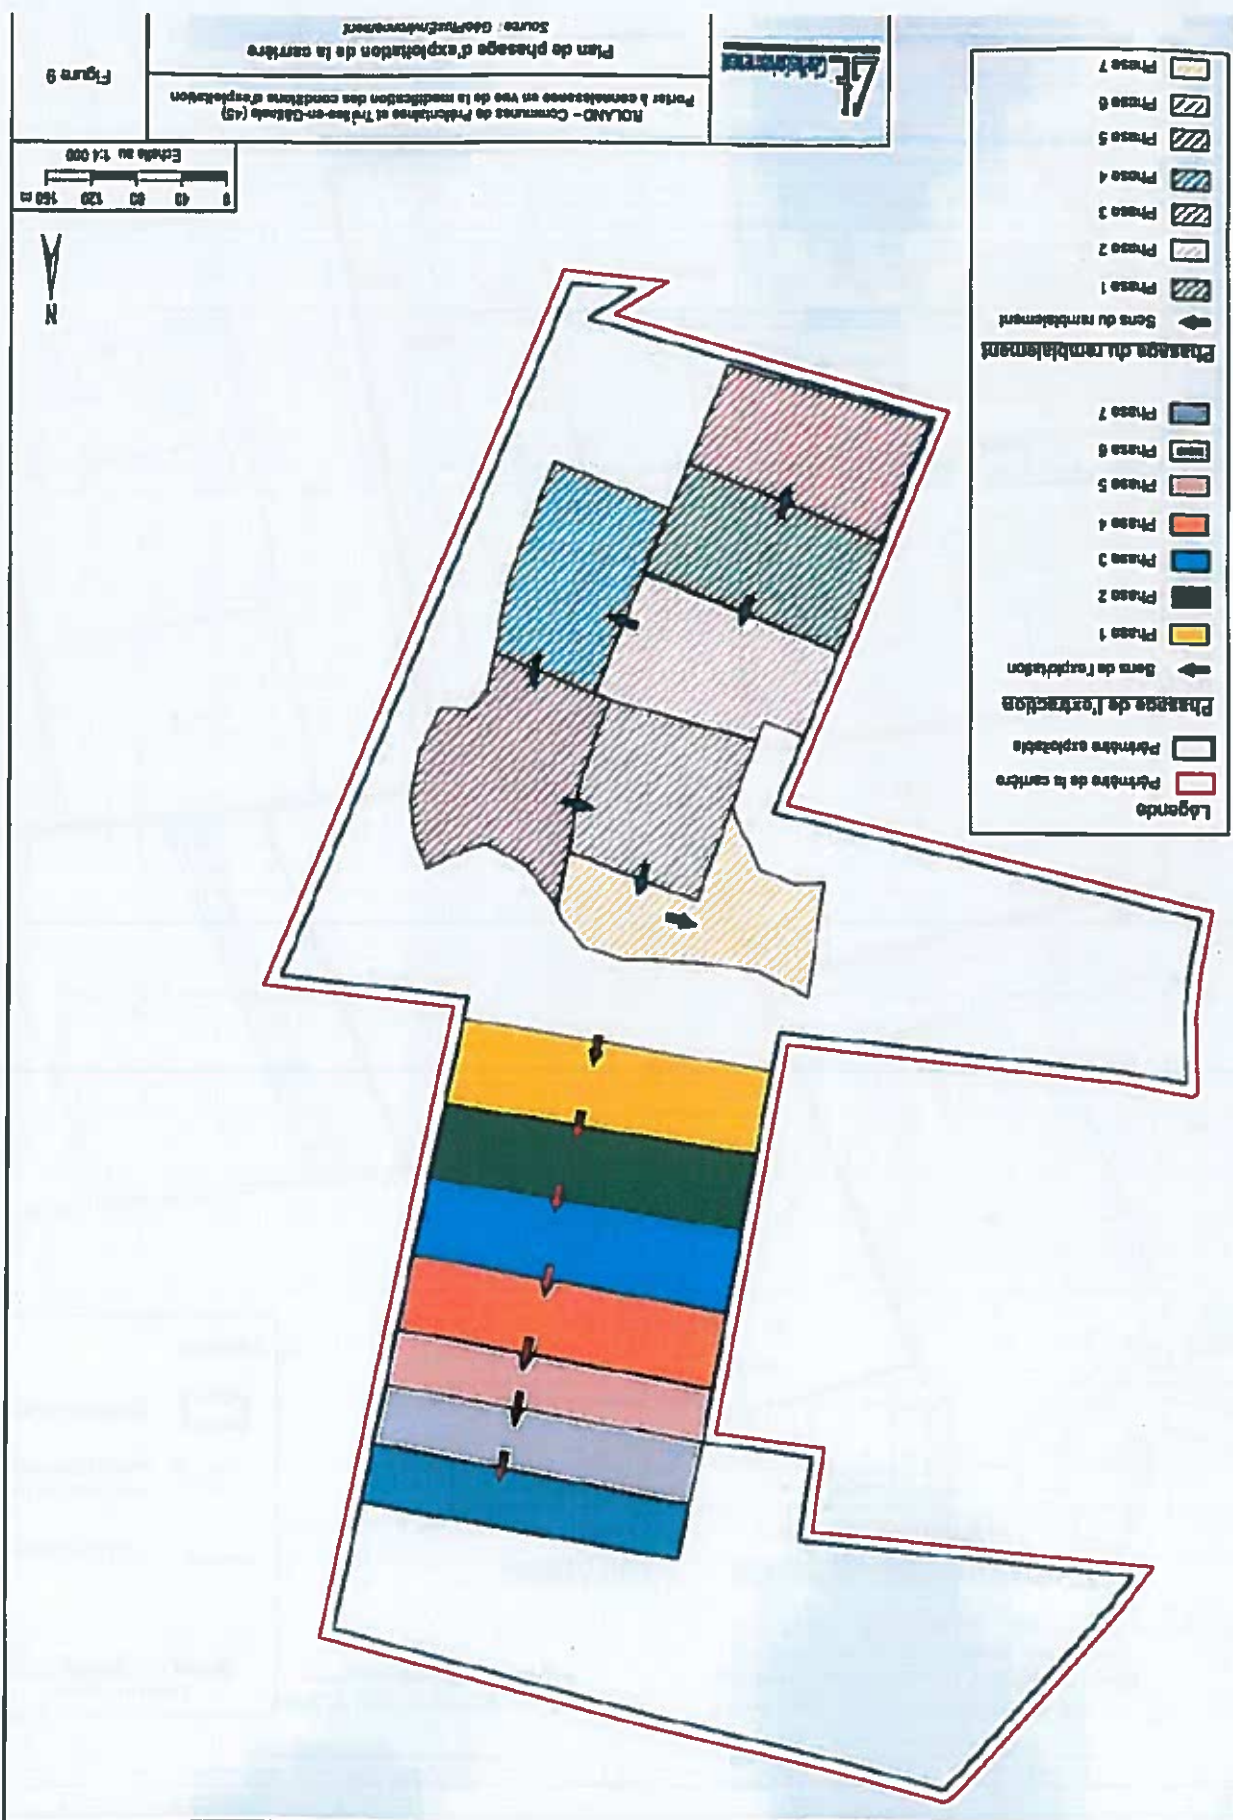 Légende
Périmètre de la carrière
Périmètre exploitable
Phasage de l'extraction
Sens de l'exploitation
Phase 1
Phase 2
Phase 3
Phase 4
Phase 5
Phase 6
Phase 7
Phasage du remblaiement
Sens du remblaiement
Phase 1
Phase 2
Phase 3
Phase 4
Phase 5
Phase 6
Phase 7
N
0 40 80 120 160 m
Echelle au 1:4 000
ROLAND – Communes de Préfontaines et Treilles-en-Gâtinais (45)
Porter à connaissance en vue de la modification des conditions d'exploitation
Plan de phasage d'exploitation de la carrière
Source : GéoPlusEnvironnement
Figure 9